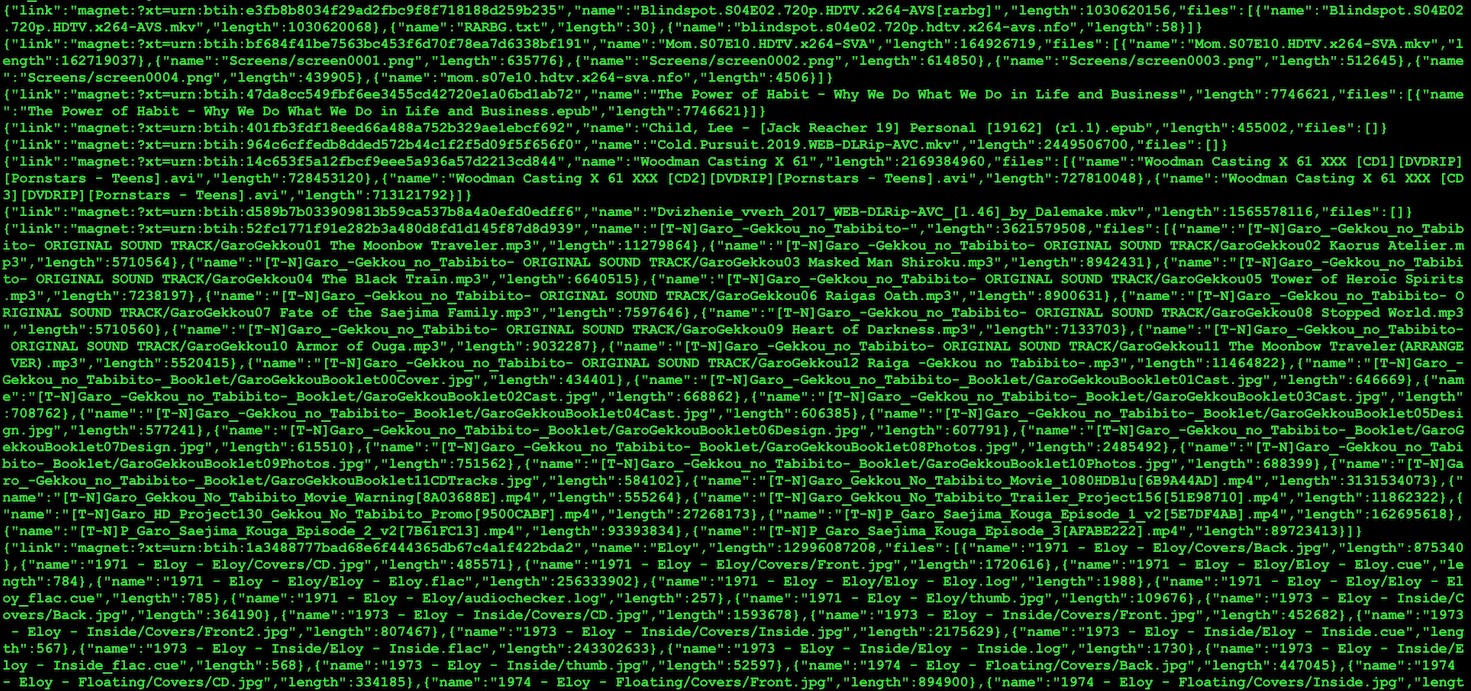 {"link":"magnet:?xt=urn:btih:e3fb8b8034f29ad2fbc9f8f718188d259b235","name":"Blindspot.S04E02.720p.HDTV.x264-AVS[rarbg]","length":1030620156,"files":[{"name":"Blindspot.S04E02
.720p.HDTV.x264-AVS.mkv","length":1030620068},{"name":"RARBG.txt","length":30},{"name":"blindspot.s04e02.720p.hdtv.x264-avs.nfo","length":58}]}
{"link":"magnet:?xt=urn:btih:bf684f41be7563bc453f6d70f78ea7d6338bf191","name":"Mom.S07E10.HDTV.x264-SVA","length":164926719,"files":[{"name":"Mom.S07E10.HDTV.x264-SVA.mkv","l
ength":162719037},{"name":"Screens/screen0001.png","length":635776},{"name":"Screens/screen0002.png","length":614850},{"name":"Screens/screen0003.png","length":512645},{"name
":"Screens/screen0004.png","length":439905},{"name":"mom.s07e10.hdtv.x264-sva.nfo","length":4506}]}
{"link":"magnet:?xt=urn:btih:47da8cc549fbf6ee3455cd42720e1a06bd1ab72","name":"The Power of Habit - Why We Do What We Do in Life and Business","length":7746621,"files":[{"name
":"The Power of Habit - Why We Do What We Do in Life and Business.epub","length":7746621}]}
{"link":"magnet:?xt=urn:btih:401fb3fdf18eed66a488a752b329ae1ebcf692","name":"Child, Lee - [Jack Reacher 19] Personal [19162] (r1.1).epub","length":455002,"files":[]}
{"link":"magnet:?xt=urn:btih:964c6cffedb8dded572b44c1f2f5d09f5f656f0","name":"Cold.Pursuit.2019.WEB-DLRip-AVC.mkv","length":2449506700,"files":[]}
{"link":"magnet:?xt=urn:btih:14c653f5a12fbcf9eee5a936a57d2213cd844","name":"Woodman Casting X 61","length":2169384960,"files":[{"name":"Woodman Casting X 61 XXX [CD1][DVDRIP]
[Pornstars - Teens].avi","length":728453120},{"name":"Woodman Casting X 61 XXX [CD2][DVDRIP][Pornstars - Teens].avi","length":727810048},{"name":"Woodman Casting X 61 XXX [CD
3][DVDRIP][Pornstars - Teens].avi","length":713121792}]}
{"link":"magnet:?xt=urn:btih:d589b7b033909813b59ca537b8a4a0efd0edff6","name":"Dvizhenie_vverh_2017_WEB-DLRip-AVC_[1.46]_by_Dalemake.mkv","length":1565578116,"files":[]}
{"link":"magnet:?xt=urn:btih:52fc1771f91e282b3a480d8fd1d145f87d8d939","name":"[T-N]Garo_-Gekkou_no_Tabibito-","length":3621579508,"files":[{"name":"[T-N]Garo_-Gekkou_no_Tabib
ito- ORIGINAL SOUND TRACK/GaroGekkou01 The Moonbow Traveler.mp3","length":11279864},{"name":"[T-N]Garo_-Gekkou_no_Tabibito- ORIGINAL SOUND TRACK/GaroGekkou02 Kaorus Atelier.m
p3","length":5710564},{"name":"[T-N]Garo_-Gekkou_no_Tabibito- ORIGINAL SOUND TRACK/GaroGekkou03 Masked Man Shiroku.mp3","length":8942431},{"name":"[T-N]Garo_-Gekkou_no_Tabibi
to- ORIGINAL SOUND TRACK/GaroGekkou04 The Black Train.mp3","length":6640515},{"name":"[T-N]Garo_-Gekkou_no_Tabibito- ORIGINAL SOUND TRACK/GaroGekkou05 Tower of Heroic Spirits
.mp3","length":7238197},{"name":"[T-N]Garo_-Gekkou_no_Tabibito- ORIGINAL SOUND TRACK/GaroGekkou06 Raigas Oath.mp3","length":8900631},{"name":"[T-N]Garo_-Gekkou_no_Tabibito- O
RIGINAL SOUND TRACK/GaroGekkou07 Fate of the Saejima Family.mp3","length":7597646},{"name":"[T-N]Garo_-Gekkou_no_Tabibito- ORIGINAL SOUND TRACK/GaroGekkou08 Stopped World.mp3
","length":5710560},{"name":"[T-N]Garo_-Gekkou_no_Tabibito- ORIGINAL SOUND TRACK/GaroGekkou09 Heart of Darkness.mp3","length":7133703},{"name":"[T-N]Garo_-Gekkou_no_Tabibito-
 ORIGINAL SOUND TRACK/GaroGekkou10 Armor of Ouga.mp3","length":9032287},{"name":"[T-N]Garo_-Gekkou_no_Tabibito- ORIGINAL SOUND TRACK/GaroGekkou11 The Moonbow Traveler(ARRANGE
 VER).mp3","length":5520415},{"name":"[T-N]Garo_-Gekkou_no_Tabibito- ORIGINAL SOUND TRACK/GaroGekkou12 Raiga -Gekkou no Tabibito-.mp3","length":11464822},{"name":"[T-N]Garo_-
Gekkou_no_Tabibito-_Booklet/GaroGekkouBooklet00Cover.jpg","length":434401},{"name":"[T-N]Garo_-Gekkou_no_Tabibito-_Booklet/GaroGekkouBooklet01Cast.jpg","length":646669},{"nam
e":"[T-N]Garo_-Gekkou_no_Tabibito-_Booklet/GaroGekkouBooklet02Cast.jpg","length":668862},{"name":"[T-N]Garo_-Gekkou_no_Tabibito-_Booklet/GaroGekkouBooklet03Cast.jpg","length"
:708762},{"name":"[T-N]Garo_-Gekkou_no_Tabibito-_Booklet/GaroGekkouBooklet04Cast.jpg","length":606385},{"name":"[T-N]Garo_-Gekkou_no_Tabibito-_Booklet/GaroGekkouBooklet05Desi
gn.jpg","length":577241},{"name":"[T-N]Garo_-Gekkou_no_Tabibito-_Booklet/GaroGekkouBooklet06Design.jpg","length":607791},{"name":"[T-N]Garo_-Gekkou_no_Tabibito-_Booklet/GaroG
ekkouBooklet07Design.jpg","length":615510},{"name":"[T-N]Garo_-Gekkou_no_Tabibito-_Booklet/GaroGekkouBooklet08Photos.jpg","length":2485492},{"name":"[T-N]Garo_-Gekkou_no_Tabi
bito-_Booklet/GaroGekkouBooklet09Photos.jpg","length":751562},{"name":"[T-N]Garo_-Gekkou_no_Tabibito-_Booklet/GaroGekkouBooklet10Photos.jpg","length":688399},{"name":"[T-N]Ga
ro_-Gekkou_no_Tabibito-_Booklet/GaroGekkouBooklet11CDTracks.jpg","length":584102},{"name":"[T-N]Garo_Gekkou_No_Tabibito_Movie_1080HDBlu[6B9A44AD].mp4","length":3131534073},{"
name":"[T-N]Garo_Gekkou_No_Tabibito_Movie_Warning[8A03688E].mp4","length":555264},{"name":"[T-N]Garo_Gekkou_no_Tabibito_Trailer_Project156[51E98710].mp4","length":11862322},{
"name":"[T-N]Garo_HD_Project130_Gekkou_No_Tabibito_Promo[9500CABF].mp4","length":27268173},{"name":"[T-N]P_Garo_Saejima_Kouga_Episode_1_v2[5E7DF4AB].mp4","length":162695618},
{"name":"[T-N]P_Garo_Saejima_Kouga_Episode_2_v2[7B61FC13].mp4","length":93393834},{"name":"[T-N]P_Garo_Saejima_Kouga_Episode_3[AFABE222].mp4","length":89723413}]}
{"link":"magnet:?xt=urn:btih:1a3488777bad68e6f444365db67c4a1f422bda2","name":"Eloy","length":12996087208,"files":[{"name":"1971 - Eloy - Eloy/Covers/Back.jpg","length":875340
},{"name":"1971 - Eloy - Eloy/Covers/CD.jpg","length":485571},{"name":"1971 - Eloy - Eloy/Covers/Front.jpg","length":1720616},{"name":"1971 - Eloy - Eloy/Eloy - Eloy.cue","le
ngth":784},{"name":"1971 - Eloy - Eloy/Eloy - Eloy.flac","length":256333902},{"name":"1971 - Eloy - Eloy/Eloy - Eloy.log","length":1988},{"name":"1971 - Eloy - Eloy/Eloy - El
oy_flac.cue","length":785},{"name":"1971 - Eloy - Eloy/audiochecker.log","length":257},{"name":"1971 - Eloy - Eloy/thumb.jpg","length":109676},{"name":"1973 - Eloy - Inside/C
overs/Back.jpg","length":364190},{"name":"1973 - Eloy - Inside/Covers/CD.jpg","length":1593678},{"name":"1973 - Eloy - Inside/Covers/Front.jpg","length":452682},{"name":"1973
 - Eloy - Inside/Covers/Front2.jpg","length":807467},{"name":"1973 - Eloy - Inside/Covers/Inside.jpg","length":2175629},{"name":"1973 - Eloy - Inside/Eloy - Inside.cue","leng
th":567},{"name":"1973 - Eloy - Inside/Eloy - Inside.flac","length":243302633},{"name":"1973 - Eloy - Inside/Eloy - Inside.log","length":1730},{"name":"1973 - Eloy - Inside/E
loy - Inside_flac.cue","length":568},{"name":"1973 - Eloy - Inside/thumb.jpg","length":52597},{"name":"1974 - Eloy - Floating/Covers/Back.jpg","length":447045},{"name":"1974
- Eloy - Floating/Covers/CD.jpg","length":334185},{"name":"1974 - Eloy - Floating/Covers/Front.jpg","length":894900},{"name":"1974 - Eloy - Floating/Covers/Inside.jpg","lengt